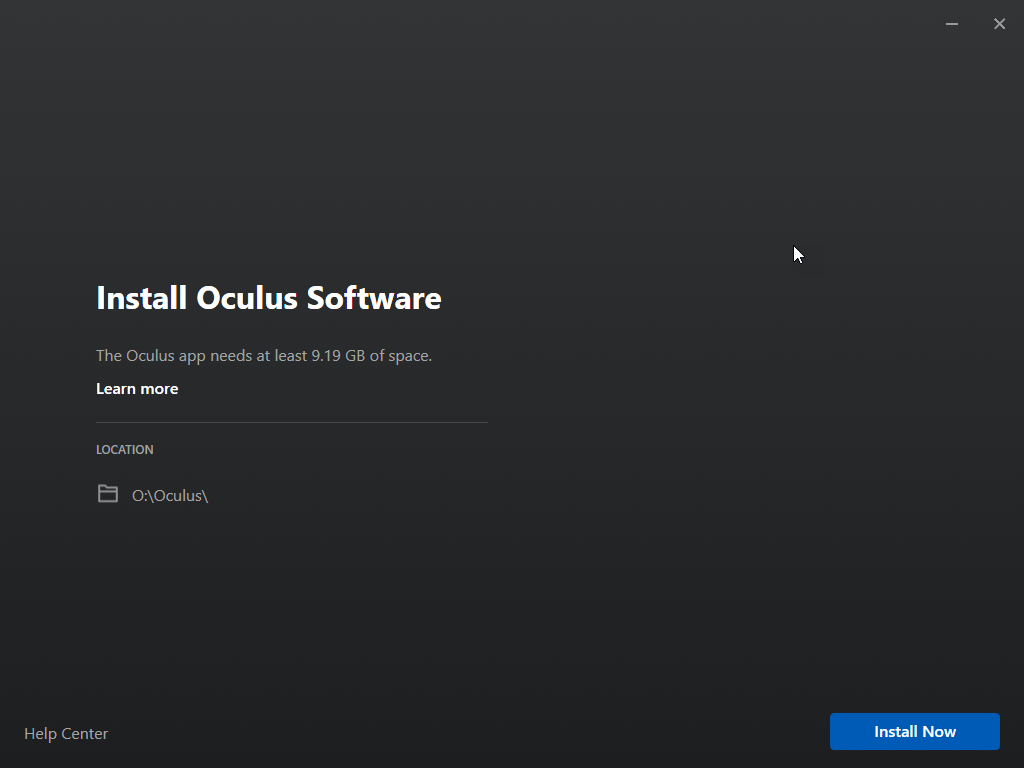 Install Oculus Software
The Oculus app needs at least 9.19 GB of space.
Learn more
LOCATION
O:\Oculus\
Help Center
Install Now